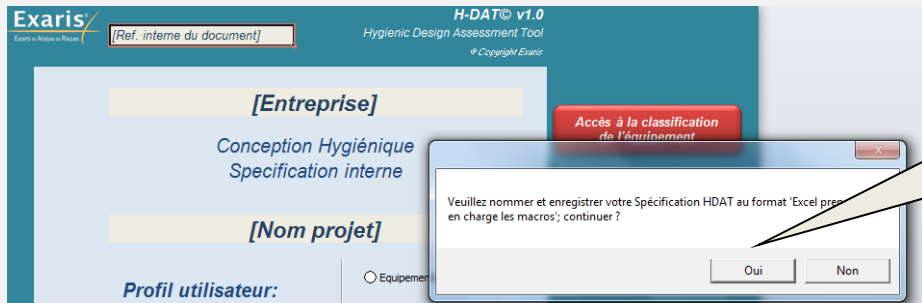 Exaris
Experts en Analyse de Risques
[Ref. interne du document]
H-DAT© v1.0
Hygienic Design Assessment Tool
© Copyright Exaris
[Entreprise]
Conception Hygiénique
Specification interne
[Nom projet]
Profil utilisateur:
Equipemen
Accès à la classification
de l'équipement
Veuillez nommer et enregistrer votre Spécification HDAT au format 'Excel pren
en charge les macros'; continuer ?
Oui
Non